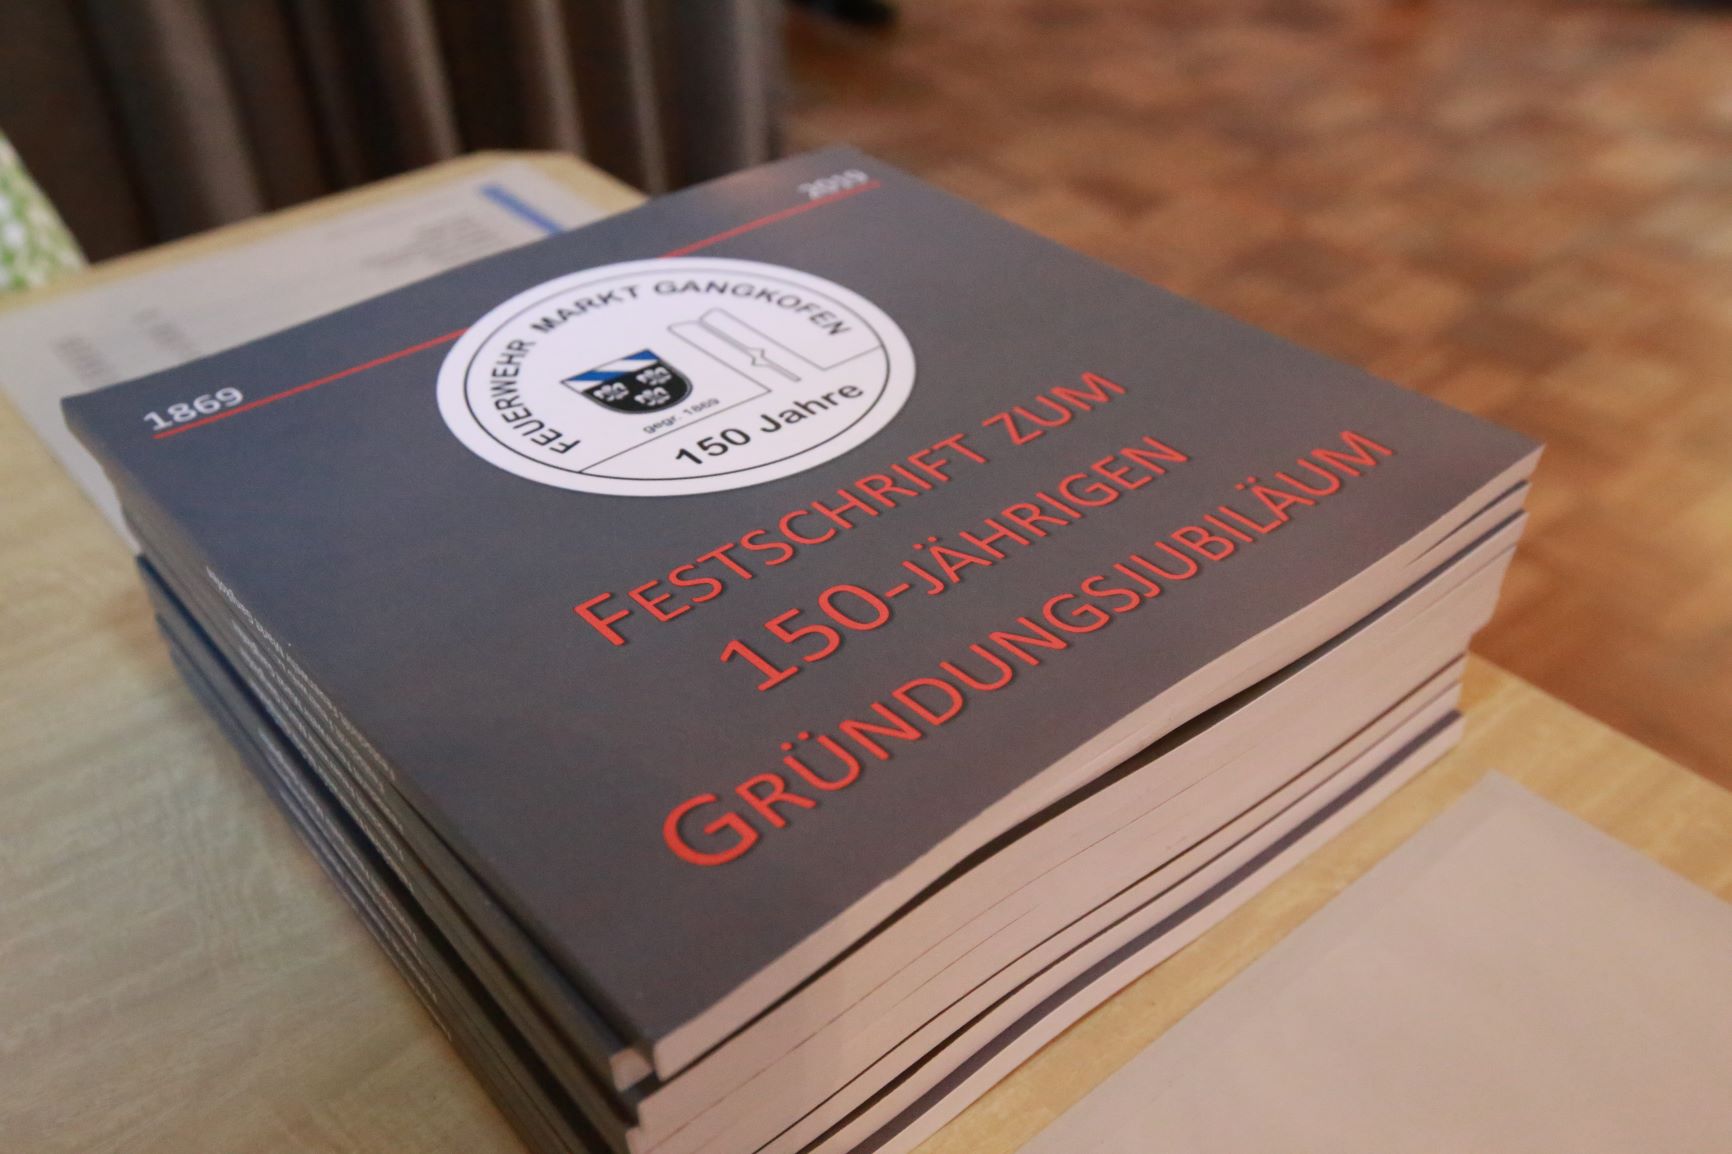 1869
2019
FEUERWEHR MARKT GANGKOFEN
gegr. 1869
150 Jahre
FESTSCHRIFT ZUM
150-JÄHRIGEN
GRÜNDUNGSJUBILÄUM